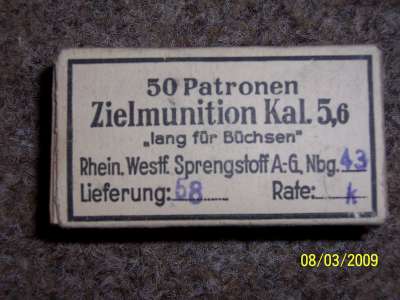 50 Patronen
Zielmunition Kal. 5,6
„lang für Büchsen"
Rhein. Westf. Sprengstoff A.-G., Nbg. 43
Lieferung: 68 Rate: k
08/03/2009